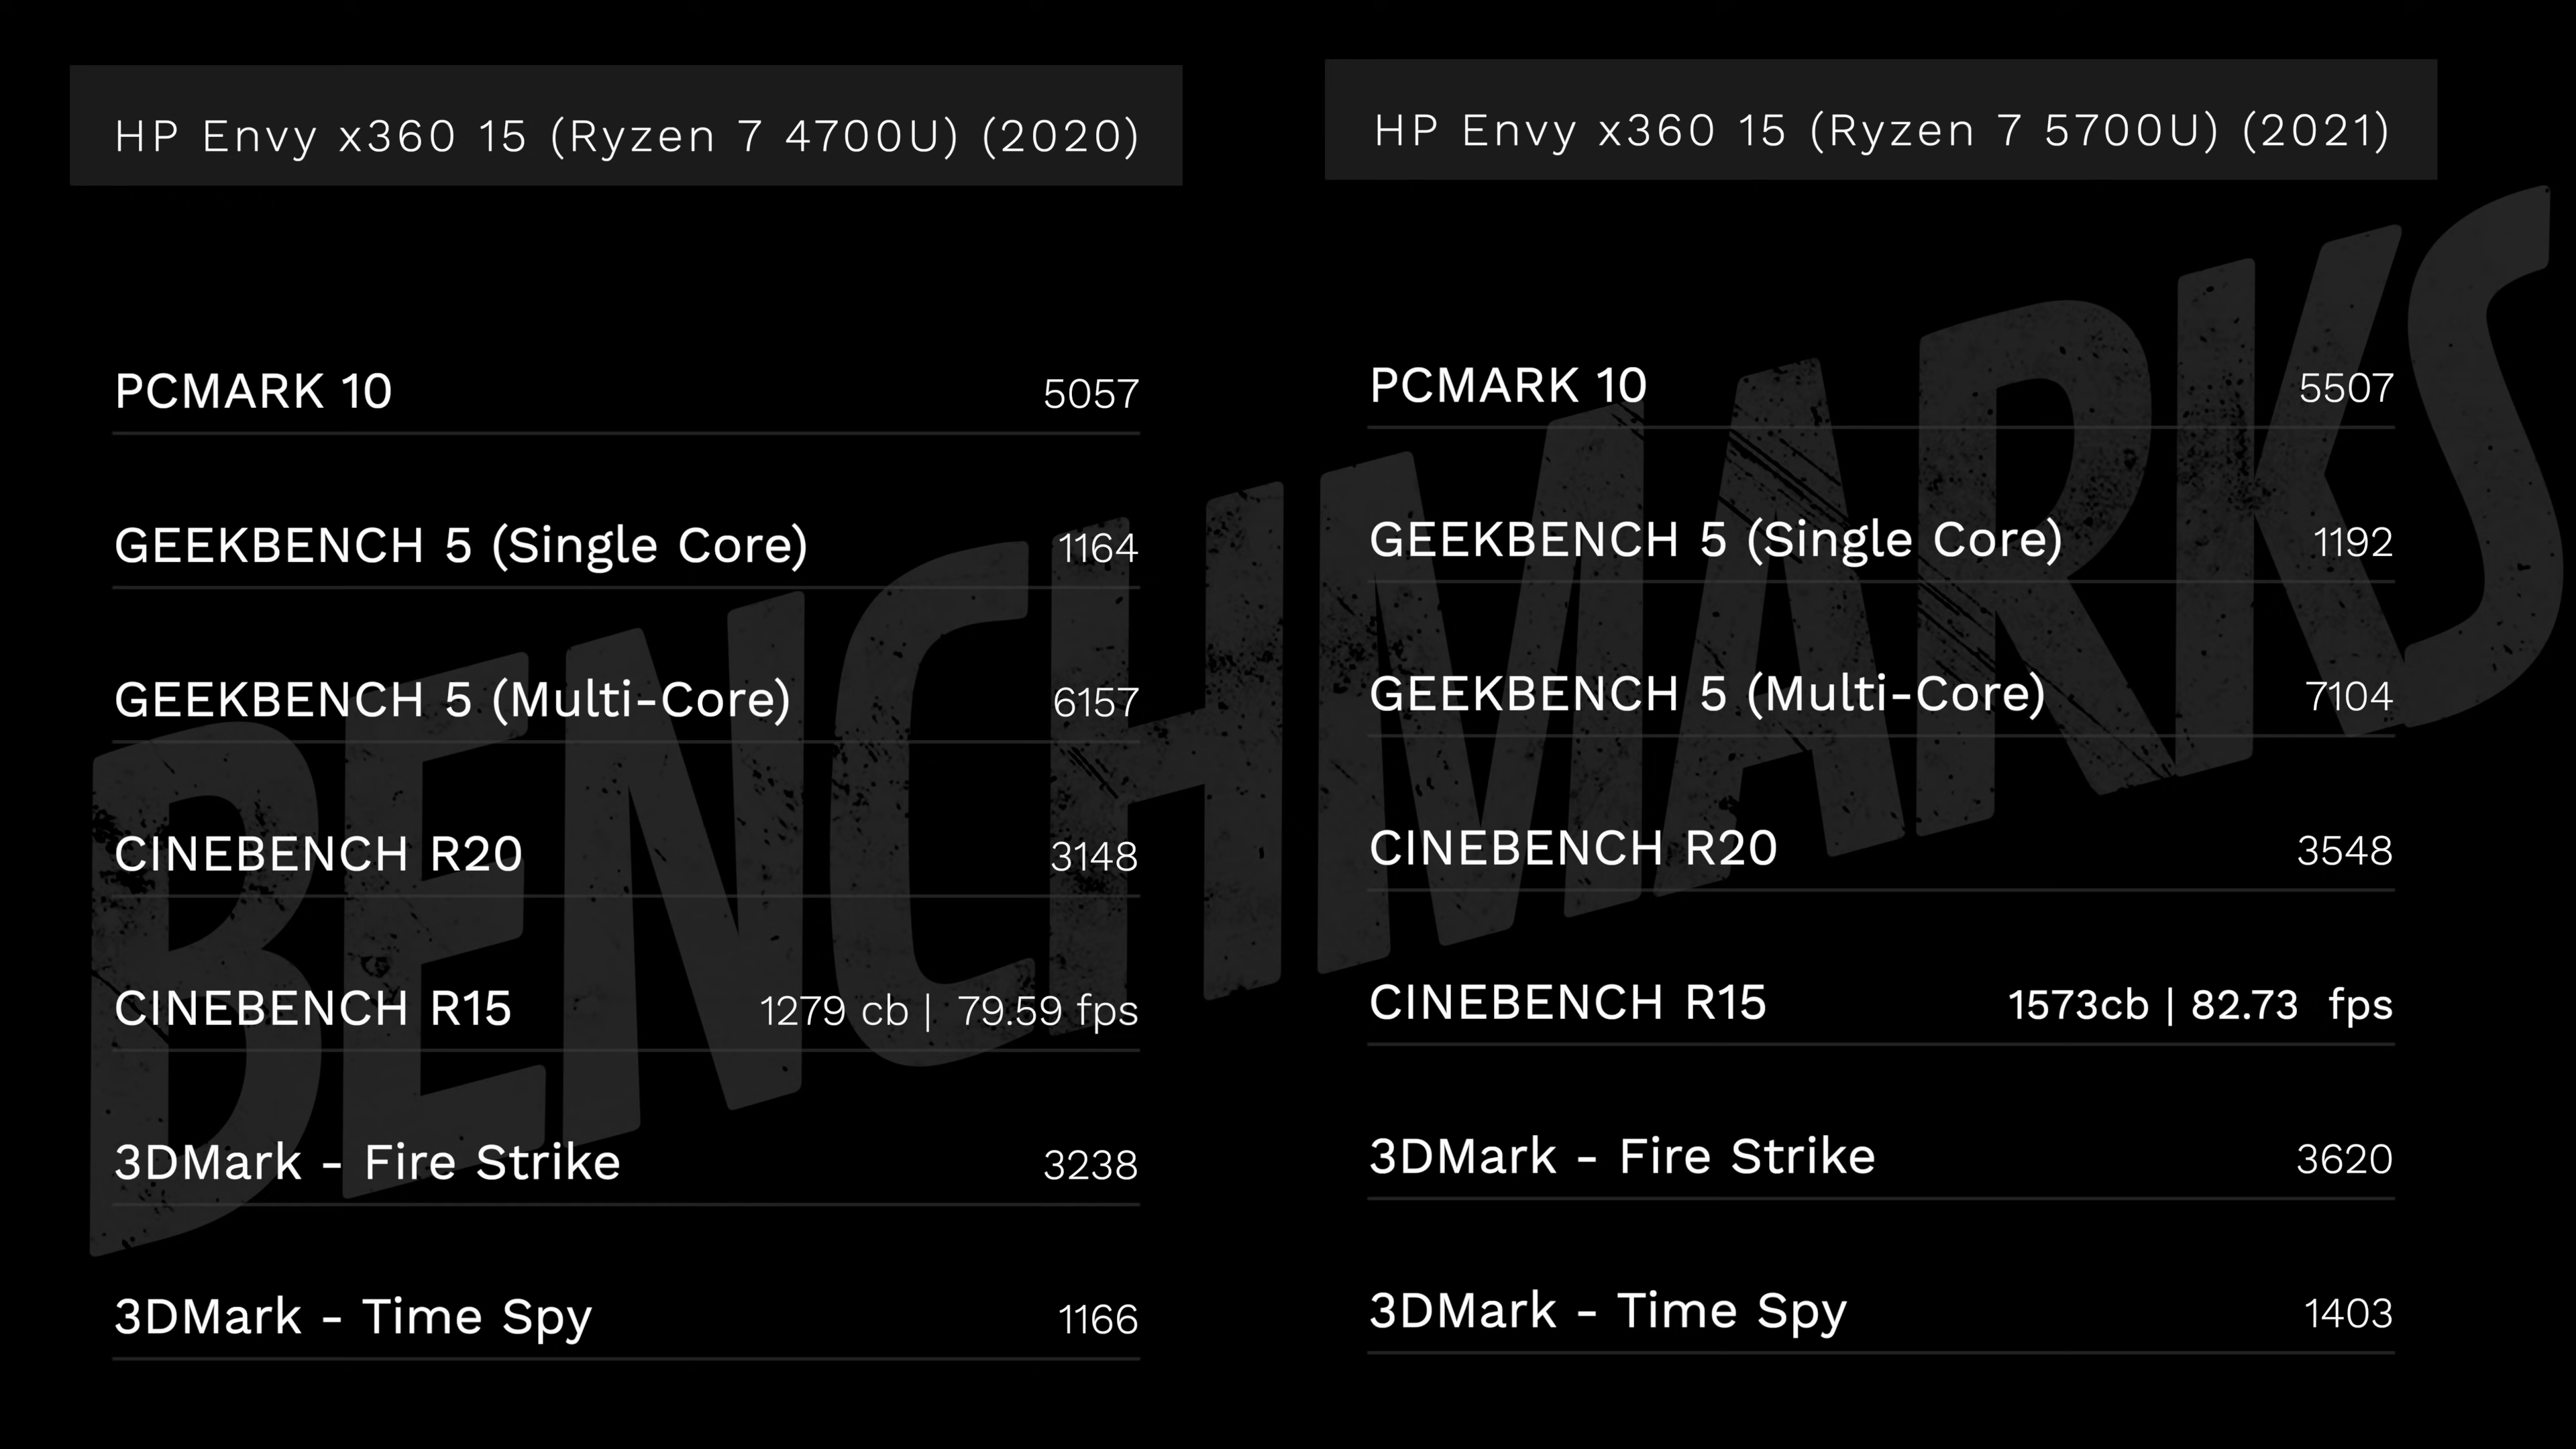 HP Envy x360 15 (Ryzen 7 4700U) (2020)
PCMARK 10 5057
GEEKBENCH 5 (Single Core) 1164
GEEKBENCH 5 (Multi-Core) 6157
CINEBENCH R20 3148
CINEBENCH R15 1279 cb | 79.59 fps
3DMark - Fire Strike 3238
3DMark - Time Spy 1166
HP Envy x360 15 (Ryzen 7 5700U) (2021)
PCMARK 10 5507
GEEKBENCH 5 (Single Core) 1192
GEEKBENCH 5 (Multi-Core) 7104
CINEBENCH R20 3548
CINEBENCH R15 1573cb | 82.73 fps
3DMark - Fire Strike 3620
3DMark - Time Spy 1403
BENCHMARKS